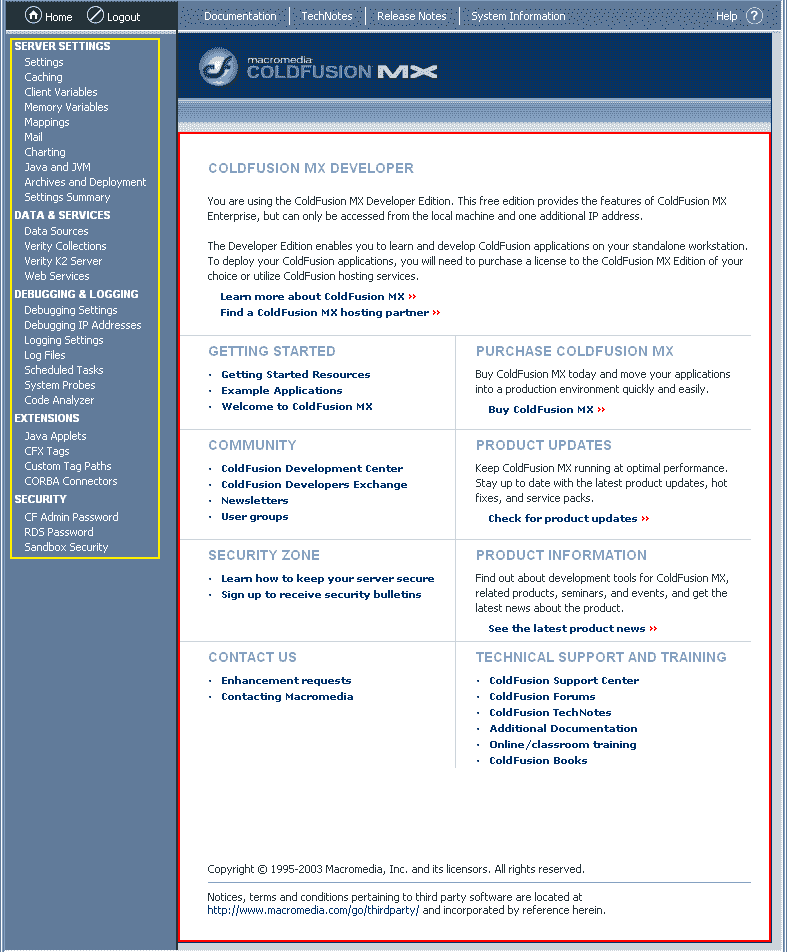 Home Logout Documentation TechNotes Release Notes System Information Help ?
SERVER SETTINGS
Settings
Caching
Client Variables
Memory Variables
Mappings
Mail
Charting
Java and JVM
Archives and Deployment
Settings Summary
DATA & SERVICES
Data Sources
Verity Collections
Verity K2 Server
Web Services
DEBUGGING & LOGGING
Debugging Settings
Debugging IP Addresses
Logging Settings
Log Files
Scheduled Tasks
System Probes
Code Analyzer
EXTENSIONS
Java Applets
CFX Tags
Custom Tag Paths
CORBA Connectors
SECURITY
CF Admin Password
RDS Password
Sandbox Security
macromedia
COLDFUSION MX
COLDFUSION MX DEVELOPER
You are using the ColdFusion MX Developer Edition. This free edition provides the features of ColdFusion MX
Enterprise, but can only be accessed from the local machine and one additional IP address.
The Developer Edition enables you to learn and develop ColdFusion applications on your standalone workstation.
To deploy your ColdFusion applications, you will need to purchase a license to the ColdFusion MX Edition of your
choice or utilize ColdFusion hosting services.
Learn more about ColdFusion MX »
Find a ColdFusion MX hosting partner »
GETTING STARTED
· Getting Started Resources
· Example Applications
· Welcome to ColdFusion MX
PURCHASE COLDFUSION MX
Buy ColdFusion MX today and move your applications
into a production environment quickly and easily.
Buy ColdFusion MX »
COMMUNITY
· ColdFusion Development Center
· ColdFusion Developers Exchange
· Newsletters
· User groups
PRODUCT UPDATES
Keep ColdFusion MX running at optimal performance.
Stay up to date with the latest product updates, hot
fixes, and service packs.
Check for product updates »
SECURITY ZONE
· Learn how to keep your server secure
· Sign up to receive security bulletins
PRODUCT INFORMATION
Find out about development tools for ColdFusion MX,
related products, seminars, and events, and get the
latest news about the product.
See the latest product news »
CONTACT US
· Enhancement requests
· Contacting Macromedia
TECHNICAL SUPPORT AND TRAINING
· ColdFusion Support Center
· ColdFusion Forums
· ColdFusion TechNotes
· Additional Documentation
· Online/classroom training
· ColdFusion Books
Copyright © 1995-2003 Macromedia, Inc. and its licensors. All rights reserved.
Notices, terms and conditions pertaining to third party software are located at
http://www.macromedia.com/go/thirdparty/ and incorporated by reference herein.